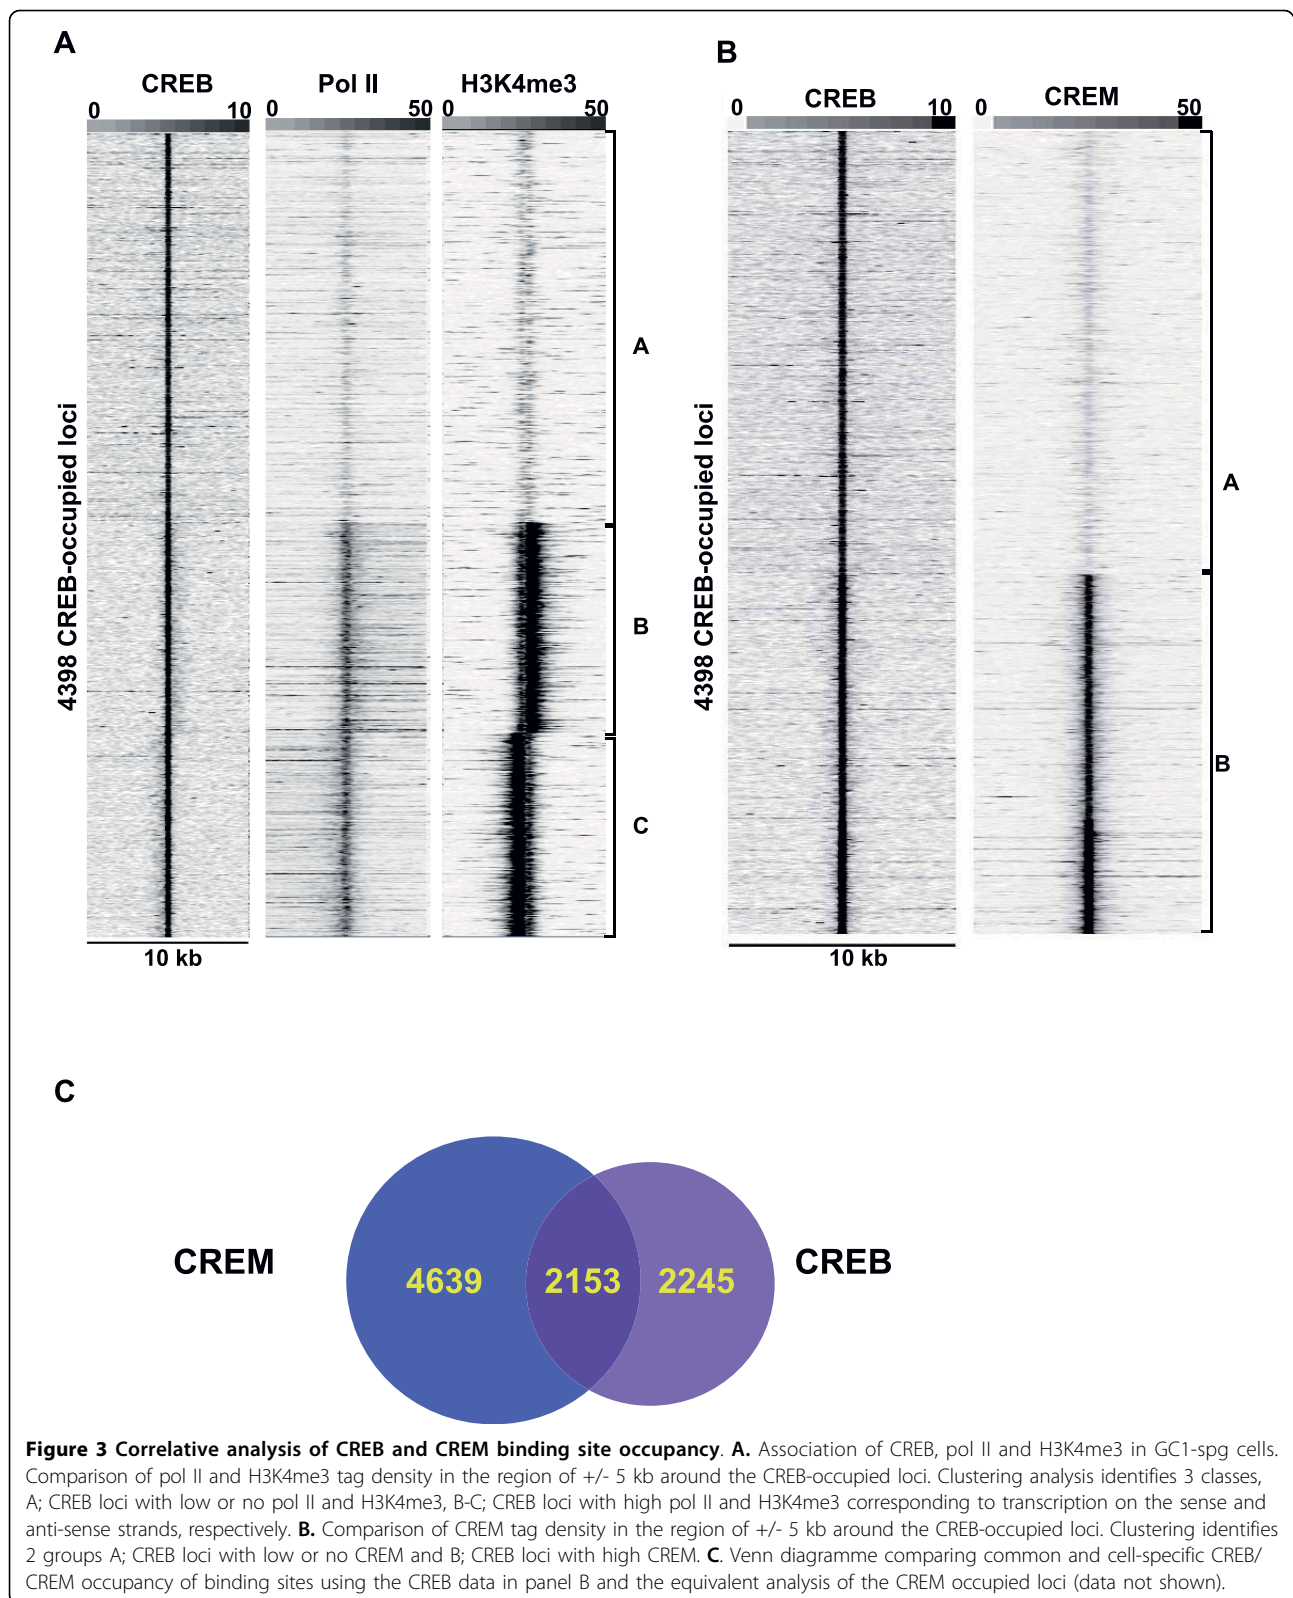 A
CREB
Pol II
H3K4me3
0 10
0 50
0 50
4398 CREB-occupied loci
A
B
C
10 kb
B
CREB
CREM
0 10
0 50
4398 CREB-occupied loci
A
B
10 kb
C
CREM
4639
2153
2245
CREB
Figure 3 Correlative analysis of CREB and CREM binding site occupancy. A. Association of CREB, pol II and H3K4me3 in GC1-spg cells.
Comparison of pol II and H3K4me3 tag density in the region of +/- 5 kb around the CREB-occupied loci. Clustering analysis identifies 3 classes,
A; CREB loci with low or no pol II and H3K4me3, B-C; CREB loci with high pol II and H3K4me3 corresponding to transcription on the sense and
anti-sense strands, respectively. B. Comparison of CREM tag density in the region of +/- 5 kb around the CREB-occupied loci. Clustering identifies
2 groups A; CREB loci with low or no CREM and B; CREB loci with high CREM. C. Venn diagramme comparing common and cell-specific CREB/
CREM occupancy of binding sites using the CREB data in panel B and the equivalent analysis of the CREM occupied loci (data not shown).